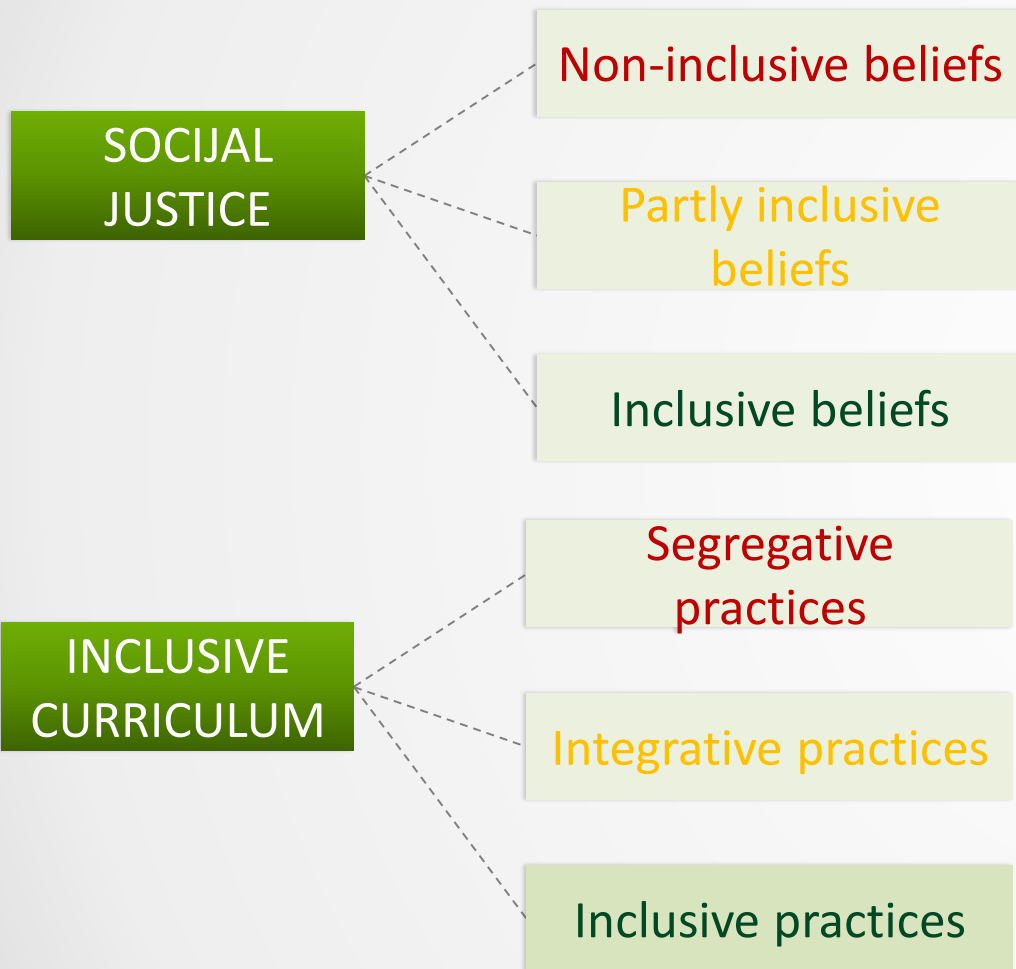 SOCIJAL
JUSTICE
Non-inclusive beliefs
Partly inclusive
beliefs
Inclusive beliefs
INCLUSIVE
CURRICULUM
Segregative
practices
Integrative practices
Inclusive practices